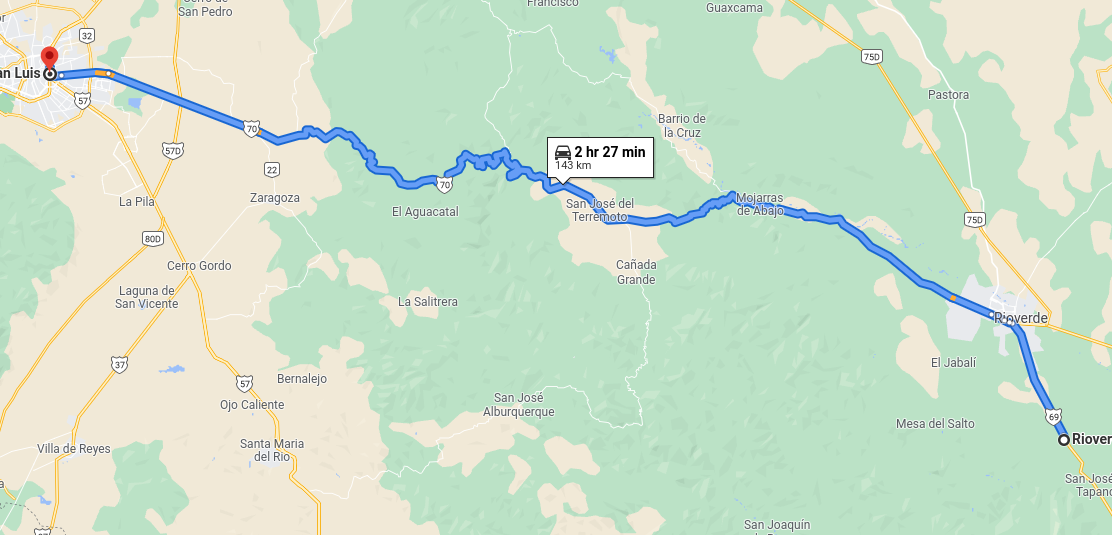 San Pedro
Francisco
Guaxcama
32
75D
an Luis
57
Pastora
70
Barrio de
la Cruz
2 hr 27 min
143 km
57D
22
70
La Pila
Zaragoza
El Aguacatal
San José del
Terremoto
Mojarras
de Abajo
75D
80D
Cerro Gordo
Cañada
Grande
Laguna de
San Vicente
La Salitrera
Rioverde
37
57
Bernalejo
El Jabalí
Ojo Caliente
San José
Alburquerque
69
Mesa del Salto
Riover
Villa de Reyes
Santa Maria
del Rio
San José
Tapanc
San Joaquín